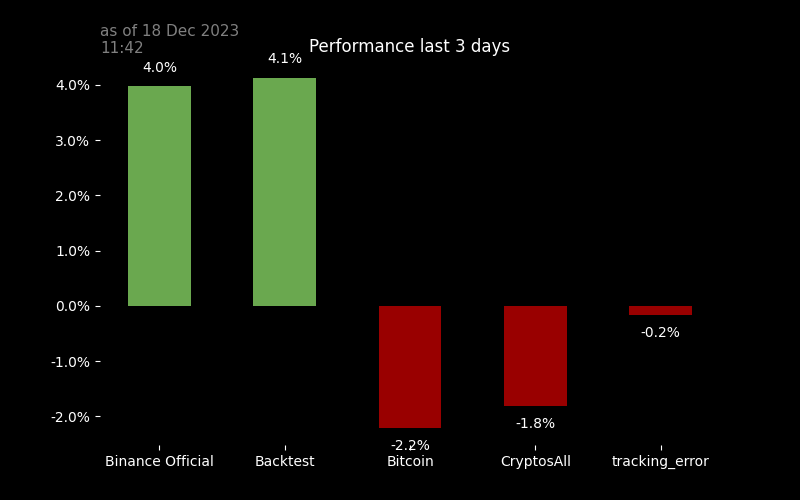 as of 18 Dec 2023
11:42
Performance last 3 days
4.0%
4.1%
4.0%
3.0%
2.0%
1.0%
0.0%
-0.2%
-1.0%
-2.0%
-1.8%
-2.2%
Binance Official
Backtest
Bitcoin
CryptosAll
tracking_error